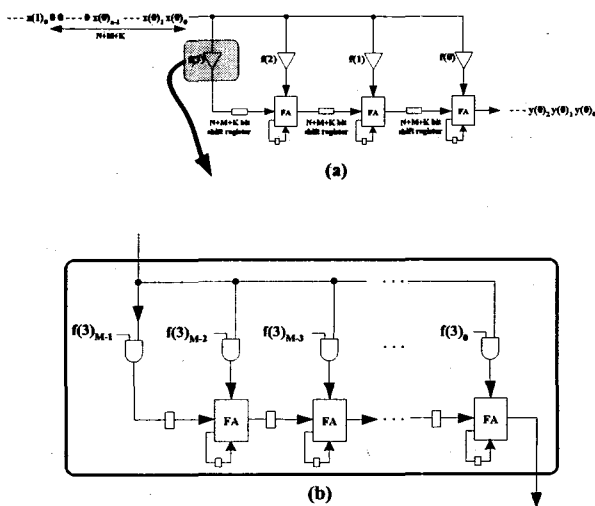 x(1)₀ 0 0 ---- 0 x(0)ₙ₋₁ ---- x(0)₁ x(0)₀
N+M+K
f(2)
f(1)
f(0)
FA
FA
FA
---- y(0)₂ y(0)₁ y(0)₀
N+M+K bit
shift register
N+M+K bit
shift register
N+M+K bit
shift register
(a)
f(3)M-1
f(3)M-2
f(3)M-3
f(3)₀
FA
FA
FA
(b)